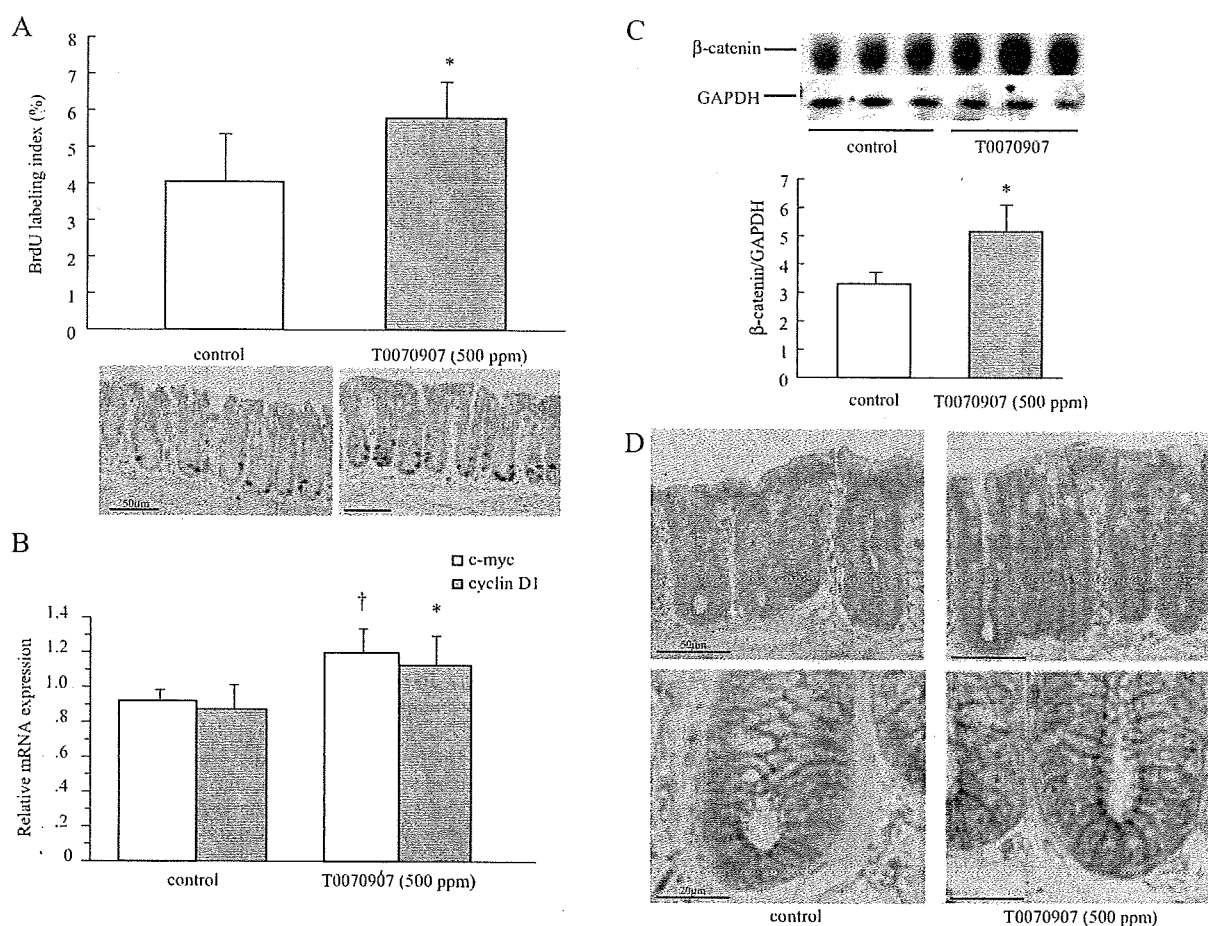 A
8
7
6
5
4
3
2
1
0
BrdU labeling index (%)
*
control T0070907 (500 ppm)
50μm
B
c-myc
cyclin D1
1.4
1.2
1.0
.8
.6
.4
.2
0
Relative mRNA expression
† *
control T0070907 (500 ppm)
C
β-catenin
GAPDH
control T0070907
7
6
5
4
3
2
1
0
β-catenin/GAPDH
*
control T0070907 (500 ppm)
D
50μm
20μm
control T0070907 (500 ppm)